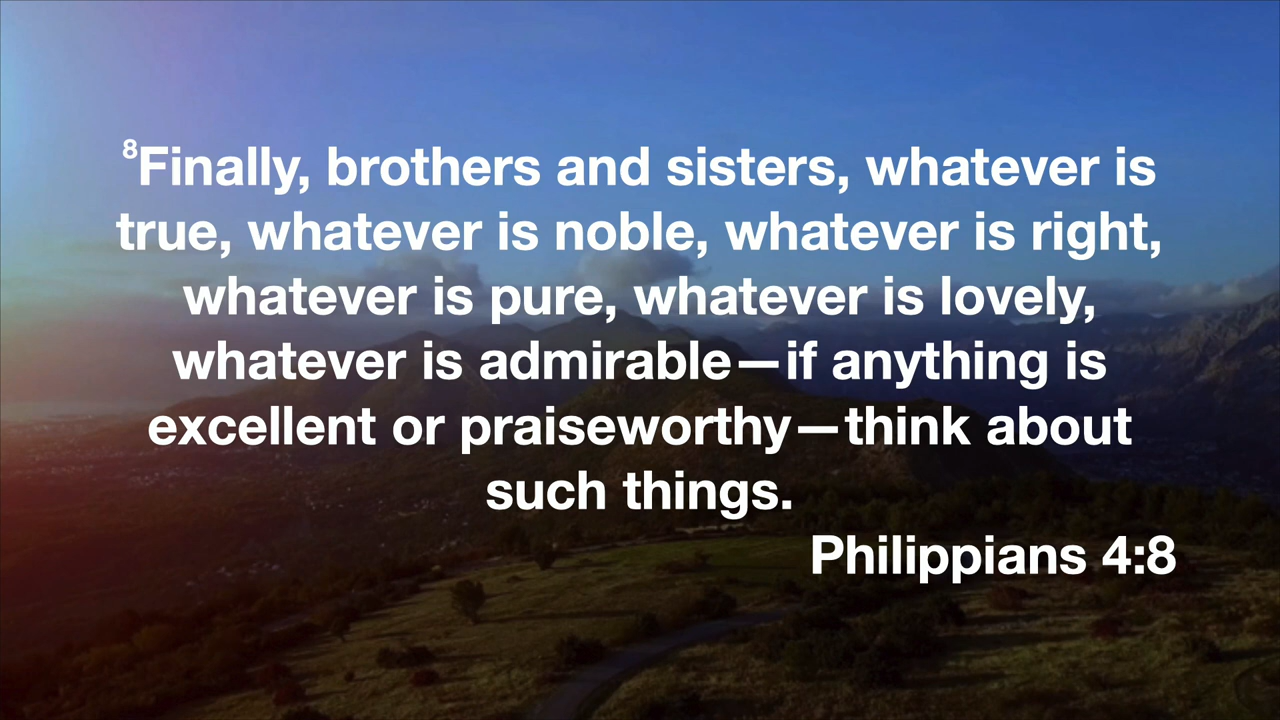 ⁸Finally, brothers and sisters, whatever is
true, whatever is noble, whatever is right,
whatever is pure, whatever is lovely,
whatever is admirable—if anything is
excellent or praiseworthy—think about
such things.
Philippians 4:8